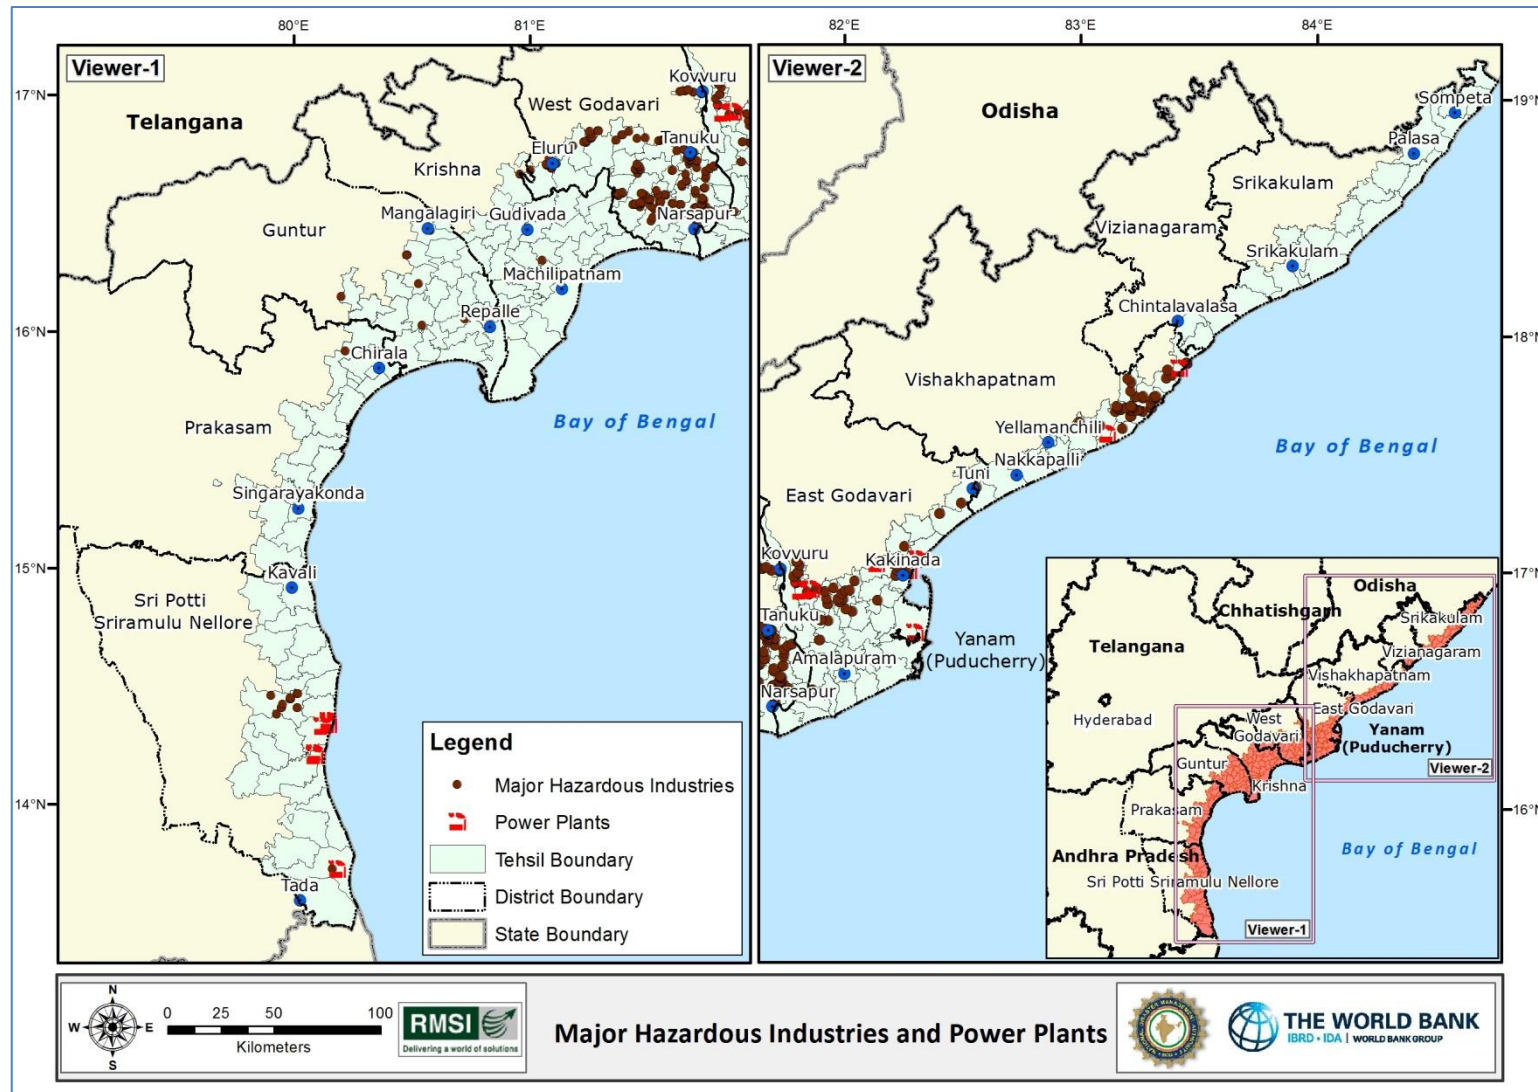 80°E
81°E
82°E
83°E
84°E
Viewer-1
17°N
16°N
15°N
14°N
Telangana
West Godavari
Kovvuru
Tanuku
Eluru
Krishna
Mangalagiri
Gudivada
Narsapur
Guntur
Machilipatnam
Repalle
Chirala
Bay of Bengal
Prakasam
Singarayakonda
Kavali
Sri Potti
Sriramulu Nellore
Tada
Legend
Major Hazardous Industries
Power Plants
Tehsil Boundary
District Boundary
State Boundary
Viewer-2
19°N
18°N
17°N
16°N
Odisha
Sompeta
Palasa
Srikakulam
Vizianagaram
Srikakulam
Chintalavalasa
Vishakhapatnam
Yellamanchili
Nakkapalli
Tuni
Bay of Bengal
East Godavari
Kovvuru
Kakinada
Tanuku
Amalapuram
Narsapur
Yanam
(Puducherry)
Odisha
Chhatishgarh
Srikakulam
Telangana
Vizianagaram
Vishakhapatnam
East Godavari
Hyderabad
West
Godavari
Yanam
(Puducherry)
Guntur
Viewer-2
Krishna
Prakasam
Bay of Bengal
Andhra Pradesh
Sri Potti Sriramulu Nellore
Viewer-1
N
W
E
S
0 25 50 100
Kilometers
RMSI
Delivering a world of solutions
Major Hazardous Industries and Power Plants
THE WORLD BANK
IBRD • IDA | WORLD BANK GROUP